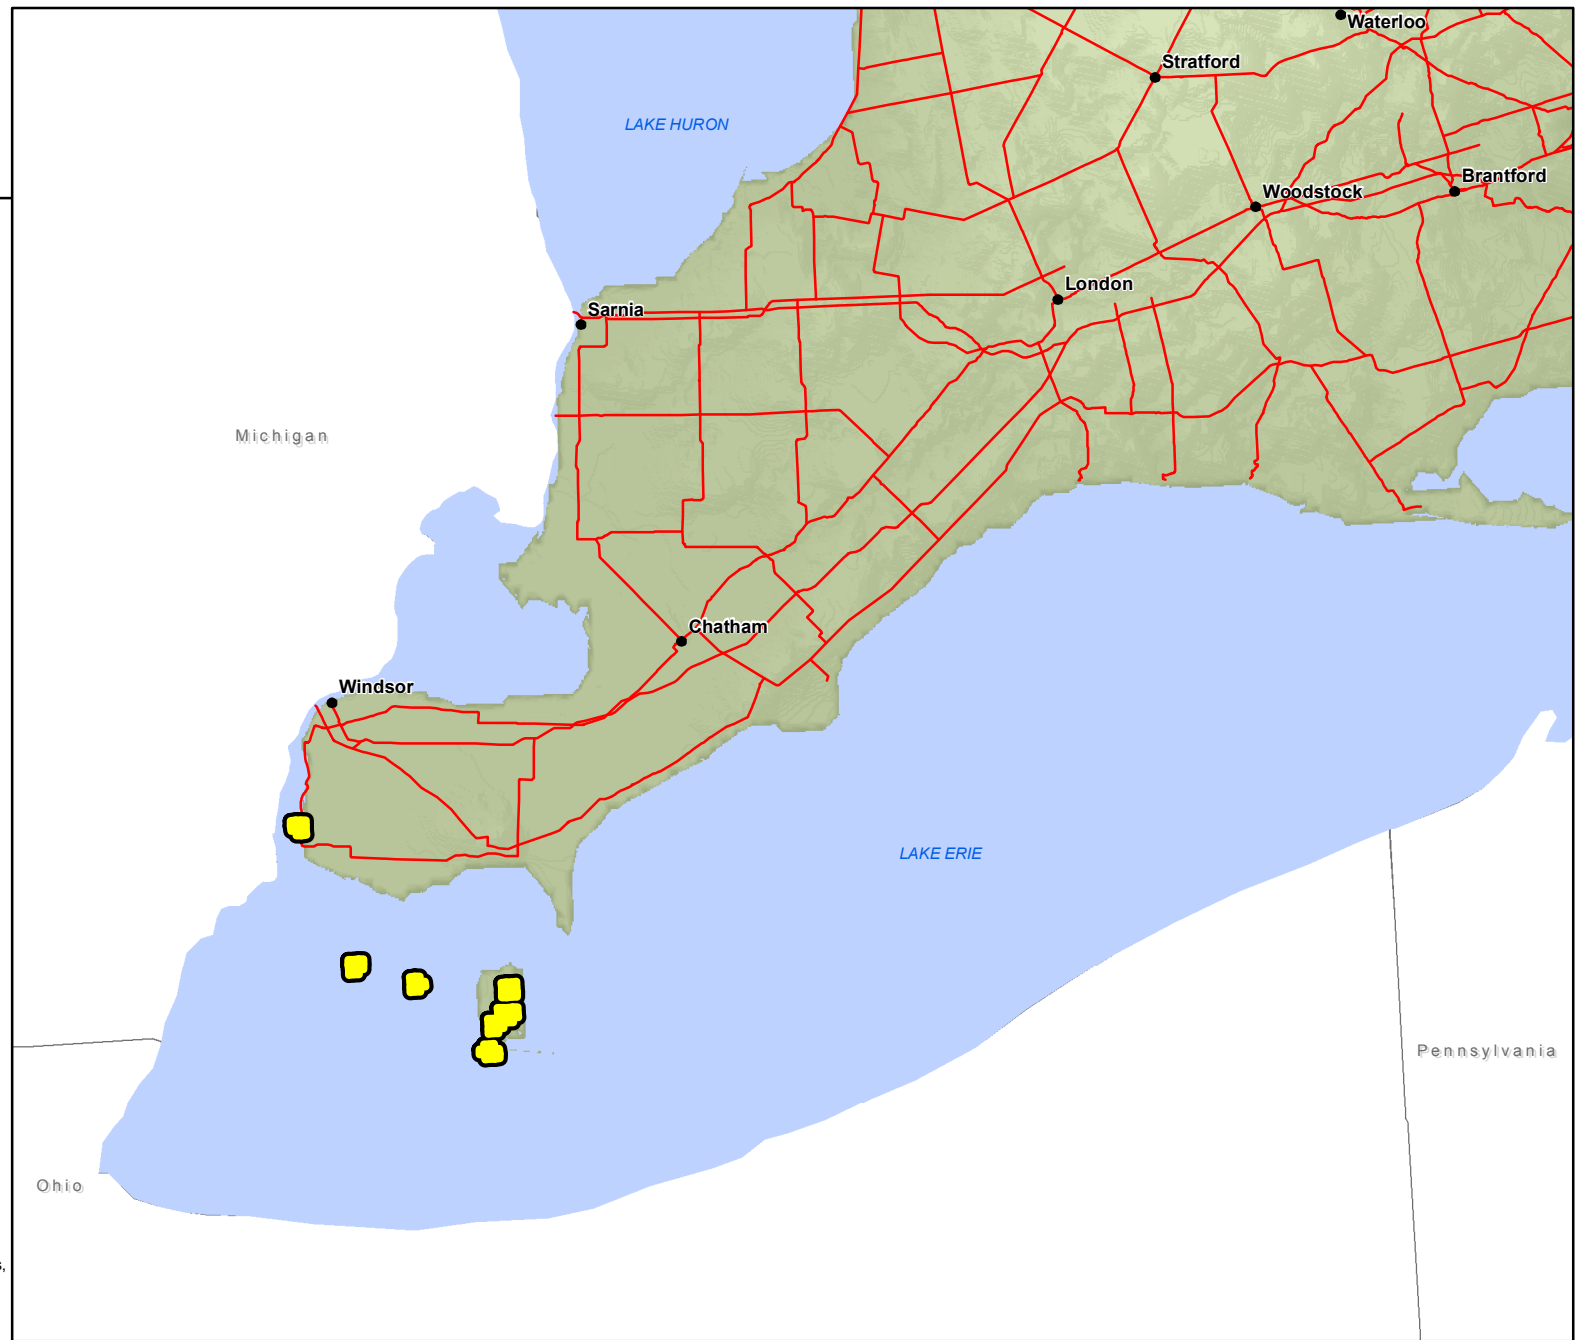 Waterloo
Stratford
LAKE HURON
Brantford
Woodstock
London
Sarnia
Michigan
Chatham
Windsor
LAKE ERIE
Pennsylvania
Ohio